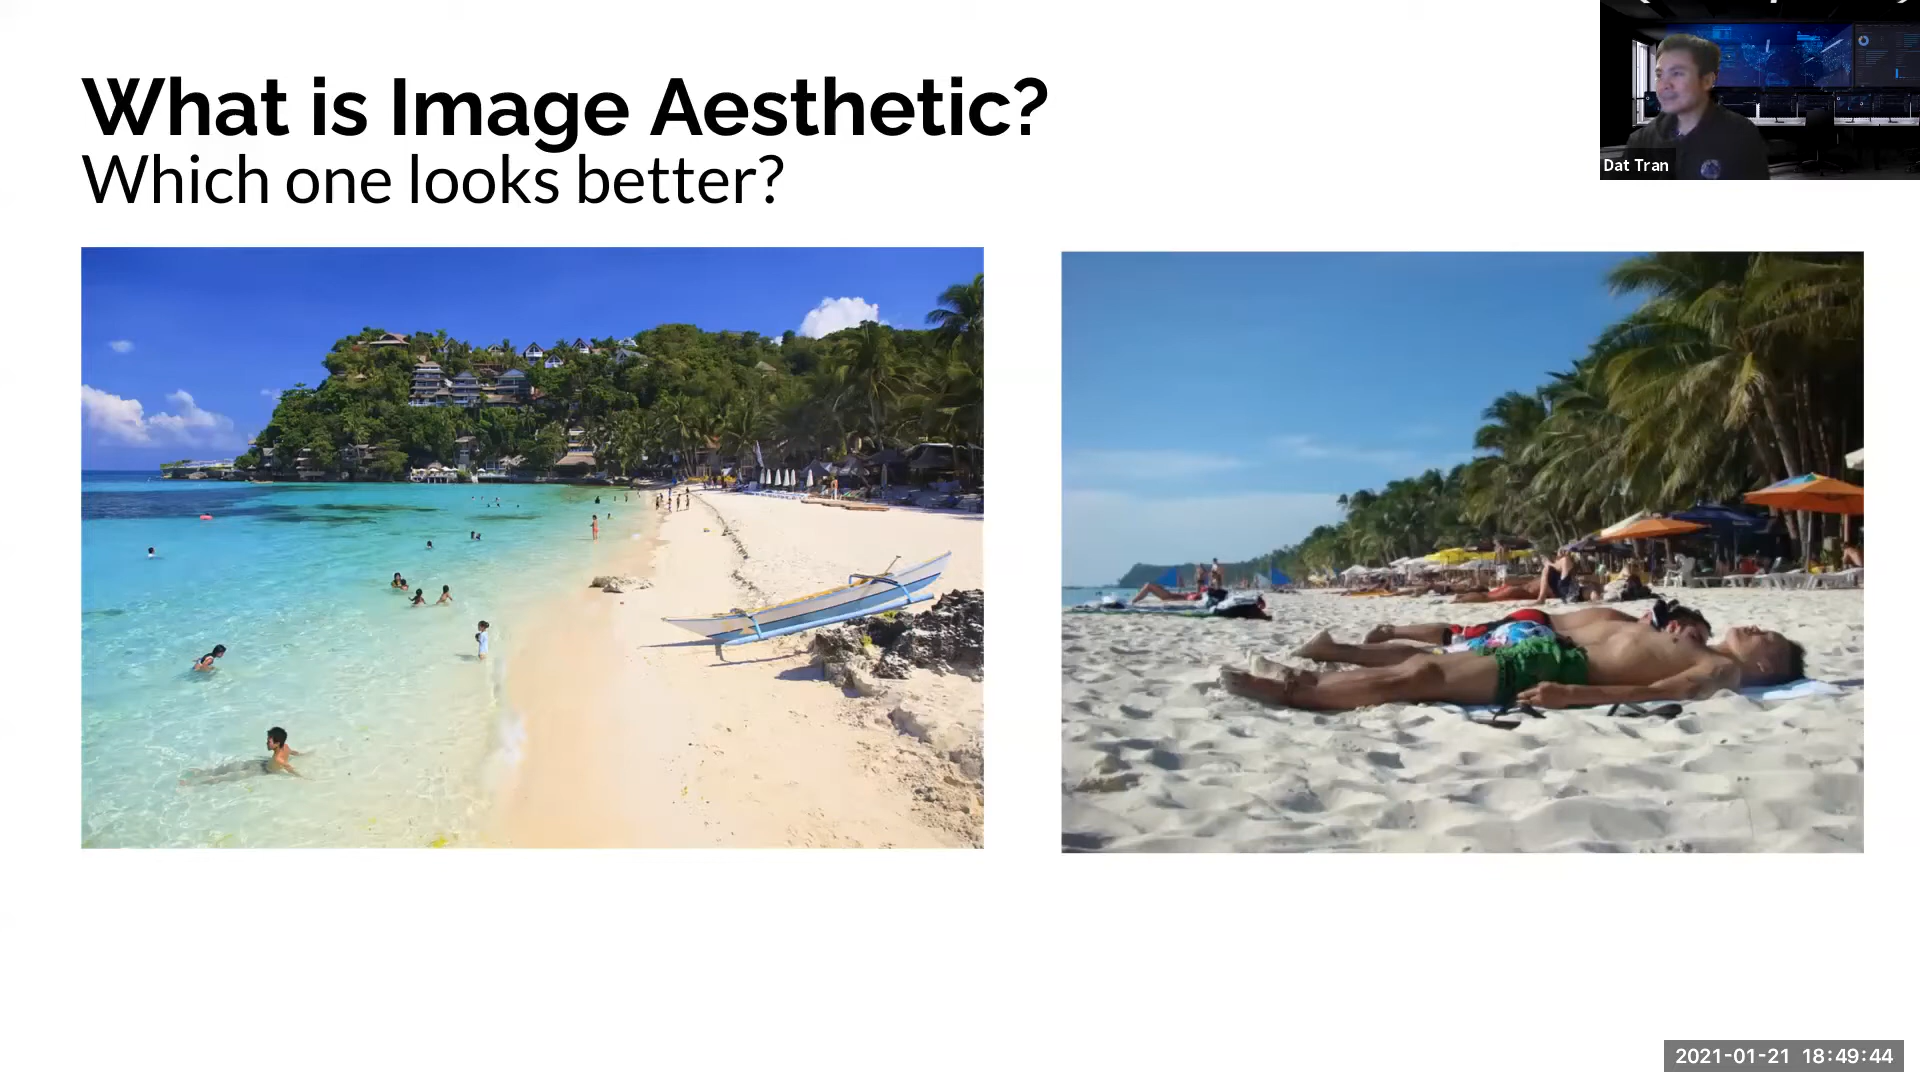 What is Image Aesthetic?
Which one looks better?
Dat Tran
2021-01-21 18:49:44